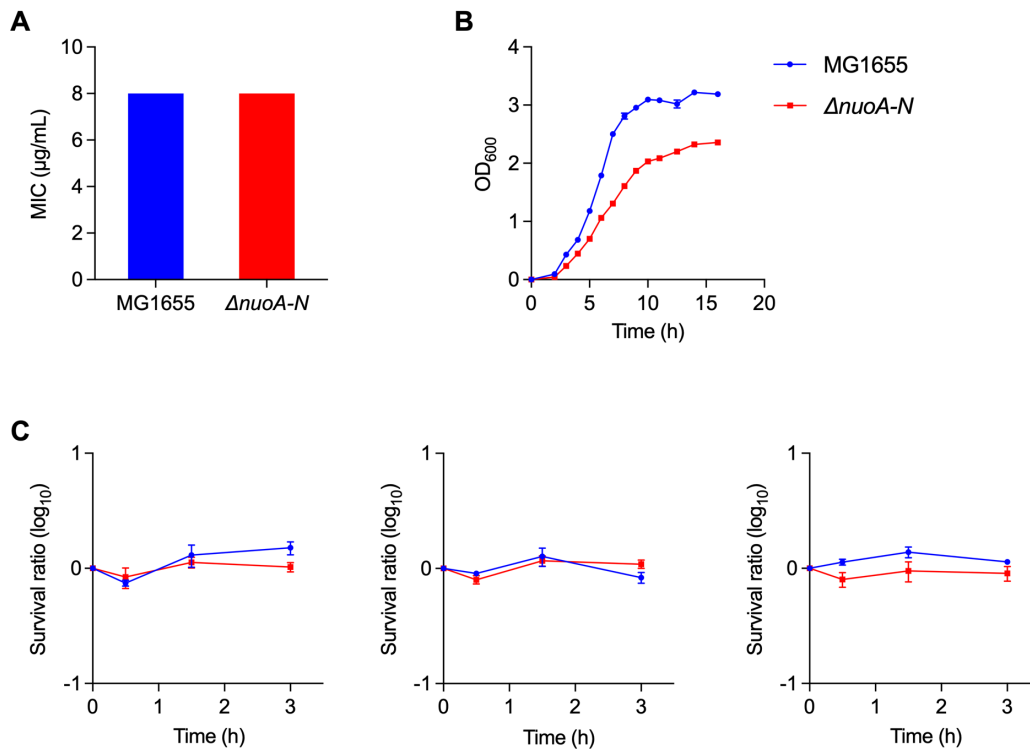 A
MIC (µg/mL)
10
8
6
4
2
0
MG1655
ΔnuoA-N
B
OD600
4
3
2
1
0
0
5
10
15
20
Time (h)
MG1655
ΔnuoA-N
C
Survival ratio (log10)
1
0
-1
0
1
2
3
Time (h)
Survival ratio (log10)
1
0
-1
0
1
2
3
Time (h)
Survival ratio (log10)
1
0
-1
0
1
2
3
Time (h)